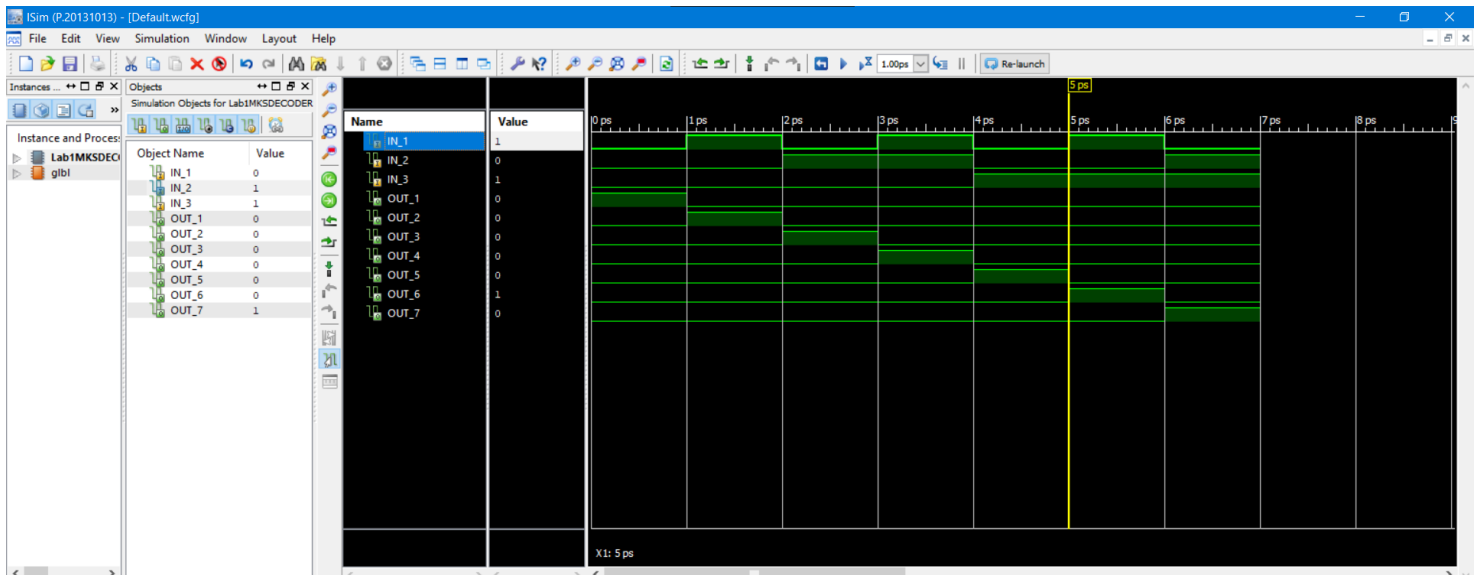 ISim (P.20131013) - [Default.wcfg]
File Edit View Simulation Window Layout Help
1.00ps Re-launch
Instances ...
»
Instance and Proces
Lab1MKSDEC
glbl
Objects
Simulation Objects for Lab1MKSDECODER
Object Name Value
IN_1 0
IN_2 1
IN_3 1
OUT_1 0
OUT_2 0
OUT_3 0
OUT_4 0
OUT_5 0
OUT_6 0
OUT_7 1
Name Value
IN_1 1
IN_2 0
IN_3 1
OUT_1 0
OUT_2 0
OUT_3 0
OUT_4 0
OUT_5 0
OUT_6 1
OUT_7 0
5 ps
0 ps 1 ps 2 ps 3 ps 4 ps 5 ps 6 ps 7 ps 8 ps 9
X1: 5 ps